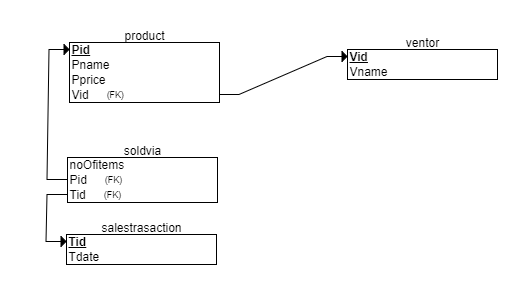 product
Pid
Pname
Pprice
Vid (FK)
ventor
Vid
Vname
soldvia
noOfitems
Pid (FK)
Tid (FK)
salestrasaction
Tid
Tdate